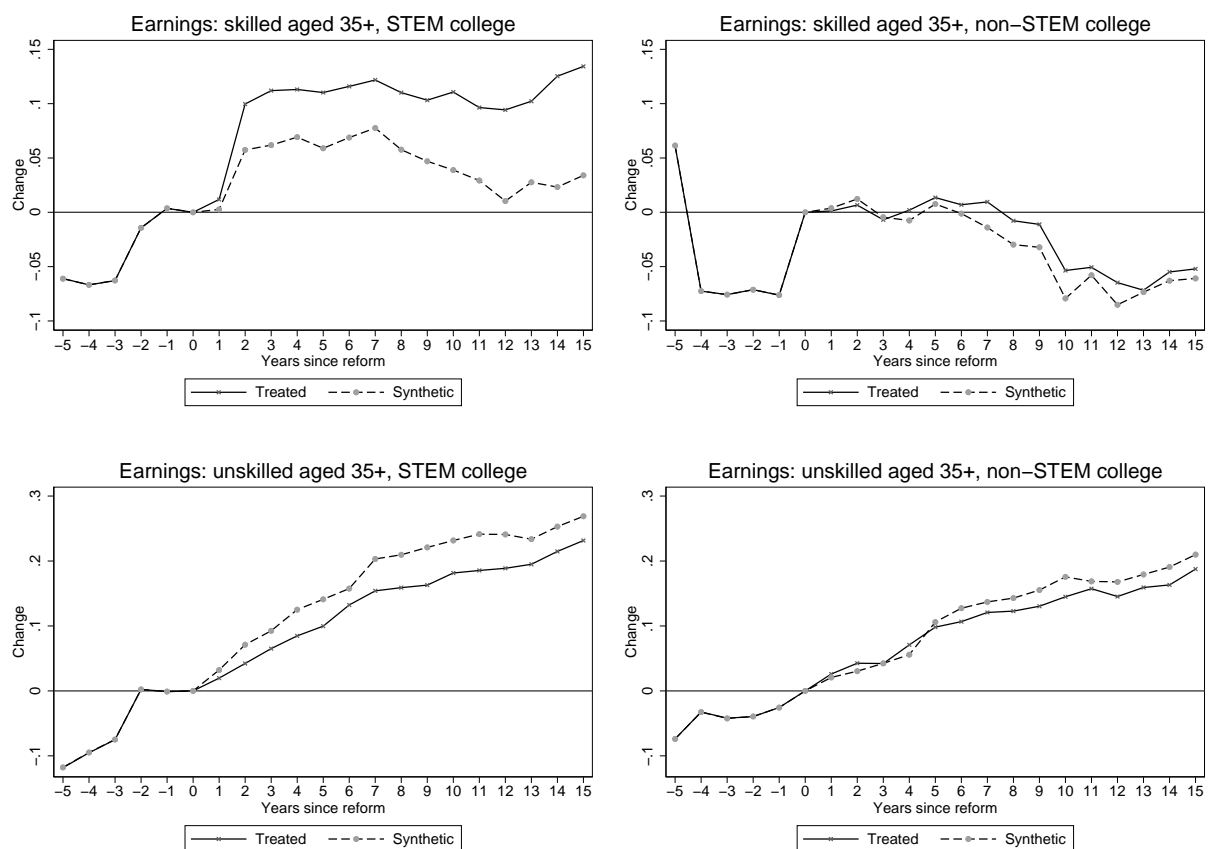 Earnings: skilled aged 35+, STEM college
.15
.1
.05
0
-.05
-.1
Change
-5 -4 -3 -2 -1 0 1 2 3 4 5 6 7 8 9 10 11 12 13 14 15
Years since reform
Treated Synthetic
Earnings: skilled aged 35+, non-STEM college
.15
.1
.05
0
-.05
-.1
Change
-5 -4 -3 -2 -1 0 1 2 3 4 5 6 7 8 9 10 11 12 13 14 15
Years since reform
Treated Synthetic
Earnings: unskilled aged 35+, STEM college
.3
.2
.1
0
-.1
Change
-5 -4 -3 -2 -1 0 1 2 3 4 5 6 7 8 9 10 11 12 13 14 15
Years since reform
Treated Synthetic
Earnings: unskilled aged 35+, non-STEM college
.3
.2
.1
0
-.1
Change
-5 -4 -3 -2 -1 0 1 2 3 4 5 6 7 8 9 10 11 12 13 14 15
Years since reform
Treated Synthetic